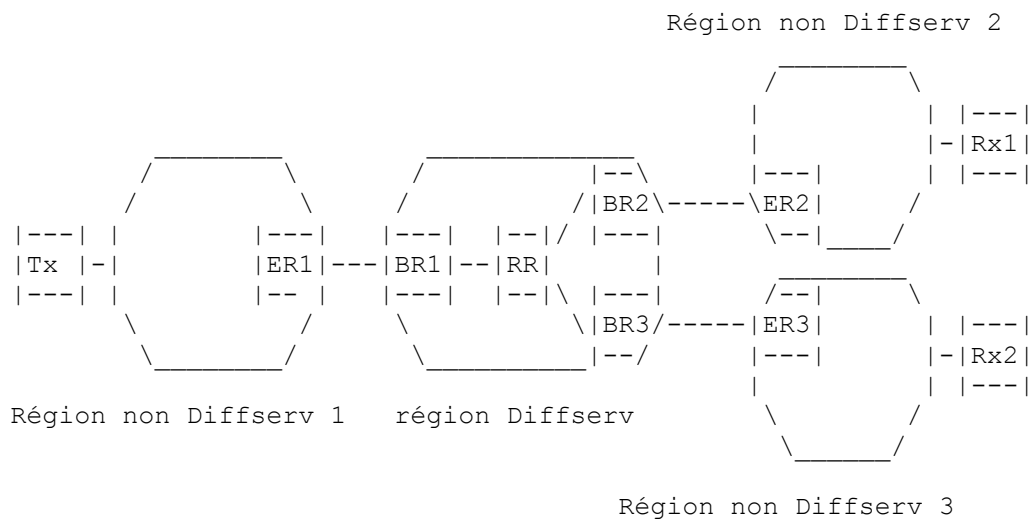 Région non Diffserv 2
Rx1
BR2 ER2
Tx ER1 BR1 RR
BR3 ER3
Rx2
Région non Diffserv 1 région Diffserv
Région non Diffserv 3